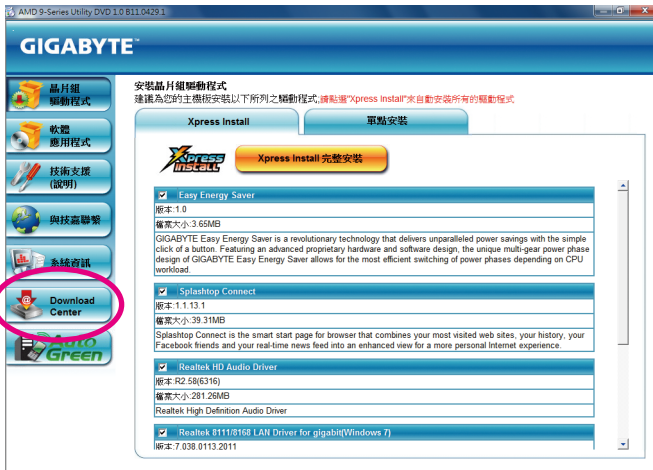 AMD 9-Series Utility DVD 1.0 B11.0429.1
GIGABYTE™
晶片組
驅動程式
軟體
應用程式
技術支援
(說明)
與技嘉聯繫
系統資訊
Download
Center
Auto
Green
安裝晶片組驅動程式
建議為您的主機板安裝以下所列之驅動程式;請點選"Xpress Install"來自動安裝所有的驅動程式
Xpress Install
單點安裝
Xpress
Install
Xpress Install 完整安裝
Easy Energy Saver
版本:1.0
檔案大小:3.65MB
GIGABYTE Easy Energy Saver is a revolutionary technology that delivers unparalleled power savings with the simple
click of a button. Featuring an advanced proprietary hardware and software design, the unique multi-gear power phase
design of GIGABYTE Easy Energy Saver allows for the most efficient switching of power phases depending on CPU
workload.
Splashtop Connect
版本:1.1.13.1
檔案大小:39.31MB
Splashtop Connect is the smart start page for browser that combines your most visited web sites, your history, your
Facebook friends and your real-time news feed into an enhanced view for a more personal Internet experience.
Realtek HD Audio Driver
版本:R2.58(6316)
檔案大小:281.26MB
Realtek High Definition Audio Driver
Realtek 8111/8168 LAN Driver for gigabit(Windows 7)
版本:7.038.0113.2011